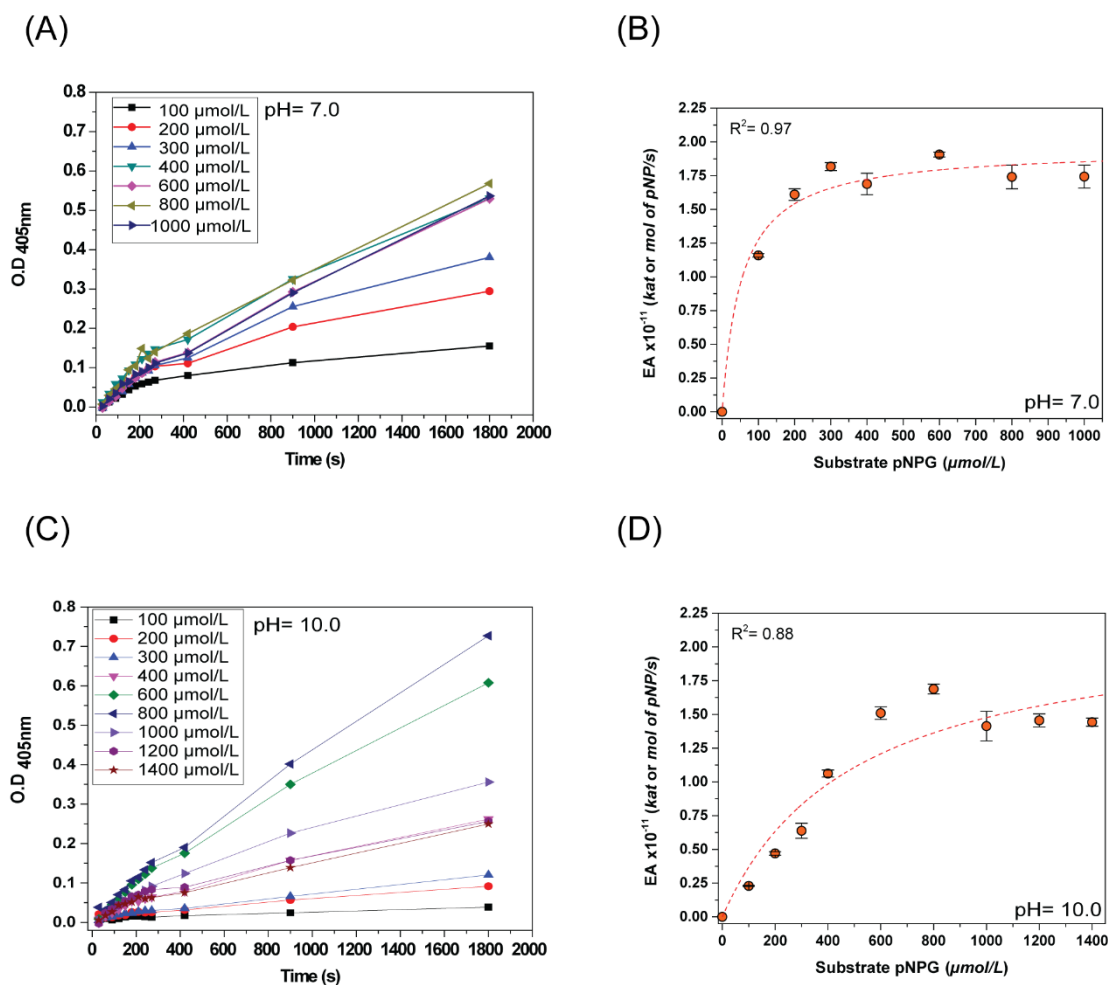 (A)
pH= 7.0
100 µmol/L
200 µmol/L
300 µmol/L
400 µmol/L
600 µmol/L
800 µmol/L
1000 µmol/L
0.8
0.7
0.6
0.5
0.4
0.3
0.2
0.1
0.0
O.D 405nm
0 200 400 600 800 1000 1200 1400 1600 1800 2000
Time (s)
(B)
R²= 0.97
2.25
2.00
1.75
1.50
1.25
1.00
0.75
0.50
0.25
0.00
EA x10⁻¹¹ (kat or mol of pNP/s)
pH= 7.0
0 100 200 300 400 500 600 700 800 900 1000
Substrate pNPG (µmol/L)
(C)
pH= 10.0
100 µmol/L
200 µmol/L
300 µmol/L
400 µmol/L
600 µmol/L
800 µmol/L
1000 µmol/L
1200 µmol/L
1400 µmol/L
0.8
0.7
0.6
0.5
0.4
0.3
0.2
0.1
0.0
O.D 405nm
0 200 400 600 800 1000 1200 1400 1600 1800 2000
Time (s)
(D)
R²= 0.88
2.25
2.00
1.75
1.50
1.25
1.00
0.75
0.50
0.25
0.00
EA x10⁻¹¹ (kat or mol of pNP/s)
pH= 10.0
0 200 400 600 800 1000 1200 1400
Substrate pNPG (µmol/L)